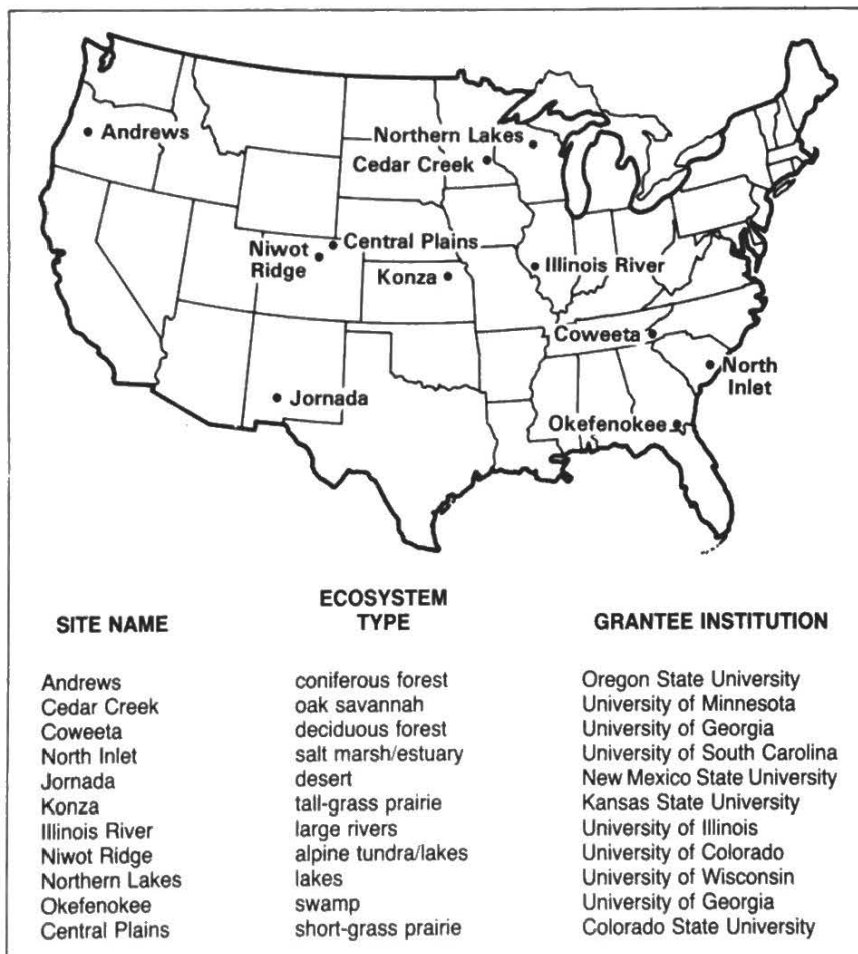 Andrews
Northern Lakes
Cedar Creek
Central Plains
Niwot
Ridge
Konza
Illinois River
Coweeta
North
Inlet
Jornada
Okefenokee
SITE NAME ECOSYSTEM TYPE GRANTEE INSTITUTION
Andrews coniferous forest Oregon State University
Cedar Creek oak savannah University of Minnesota
Coweeta deciduous forest University of Georgia
North Inlet salt marsh/estuary University of South Carolina
Jornada desert New Mexico State University
Konza tall-grass prairie Kansas State University
Illinois River large rivers University of Illinois
Niwot Ridge alpine tundra/lakes University of Colorado
Northern Lakes lakes University of Wisconsin
Okefenokee swamp University of Georgia
Central Plains short-grass prairie Colorado State University